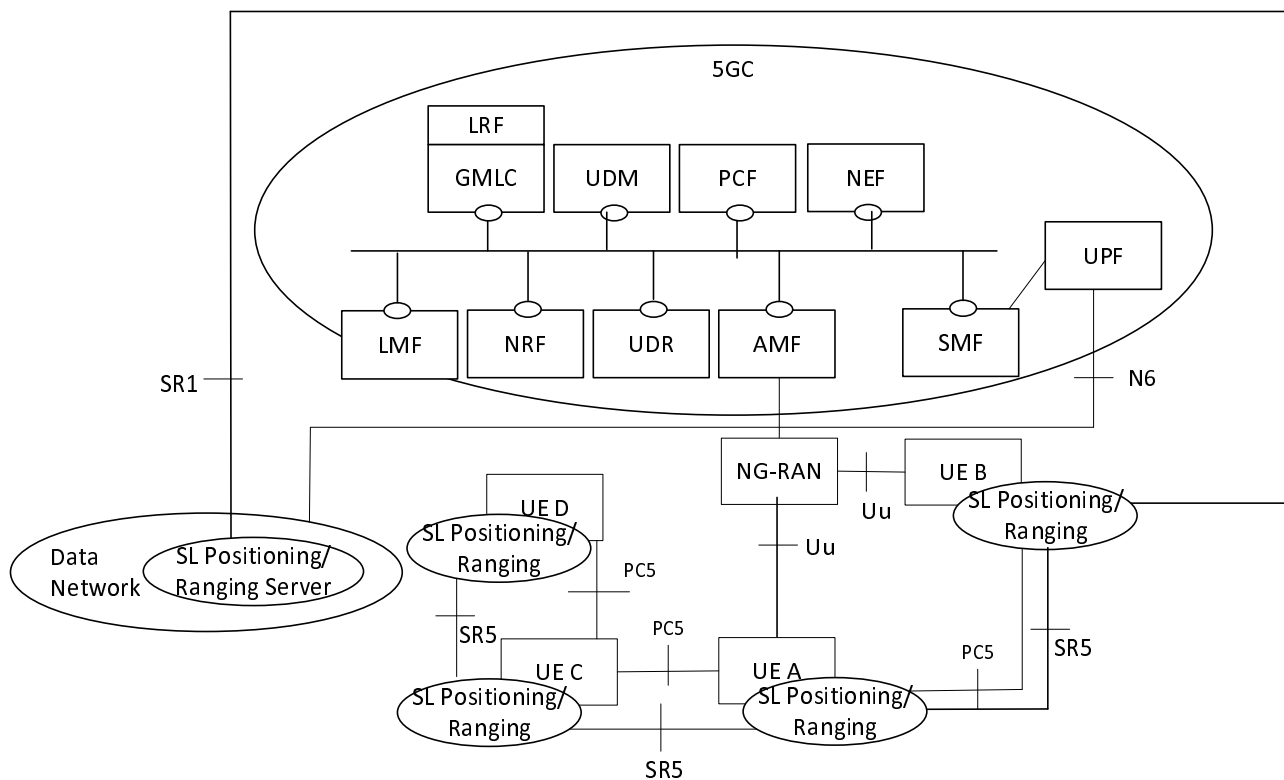 5GC
LRF
GMLC
UDM
PCF
NEF
UPF
LMF
NRF
UDR
AMF
SMF
SR1
N6
NG-RAN
UE B
SL Positioning/
Ranging
Uu
UE D
SL Positioning/
Ranging
Uu
Data
Network
SL Positioning/
Ranging Server
PC5
SR5
PC5
SR5
PC5
UE C
SL Positioning/
Ranging
UE A
SL Positioning/
Ranging
SR5